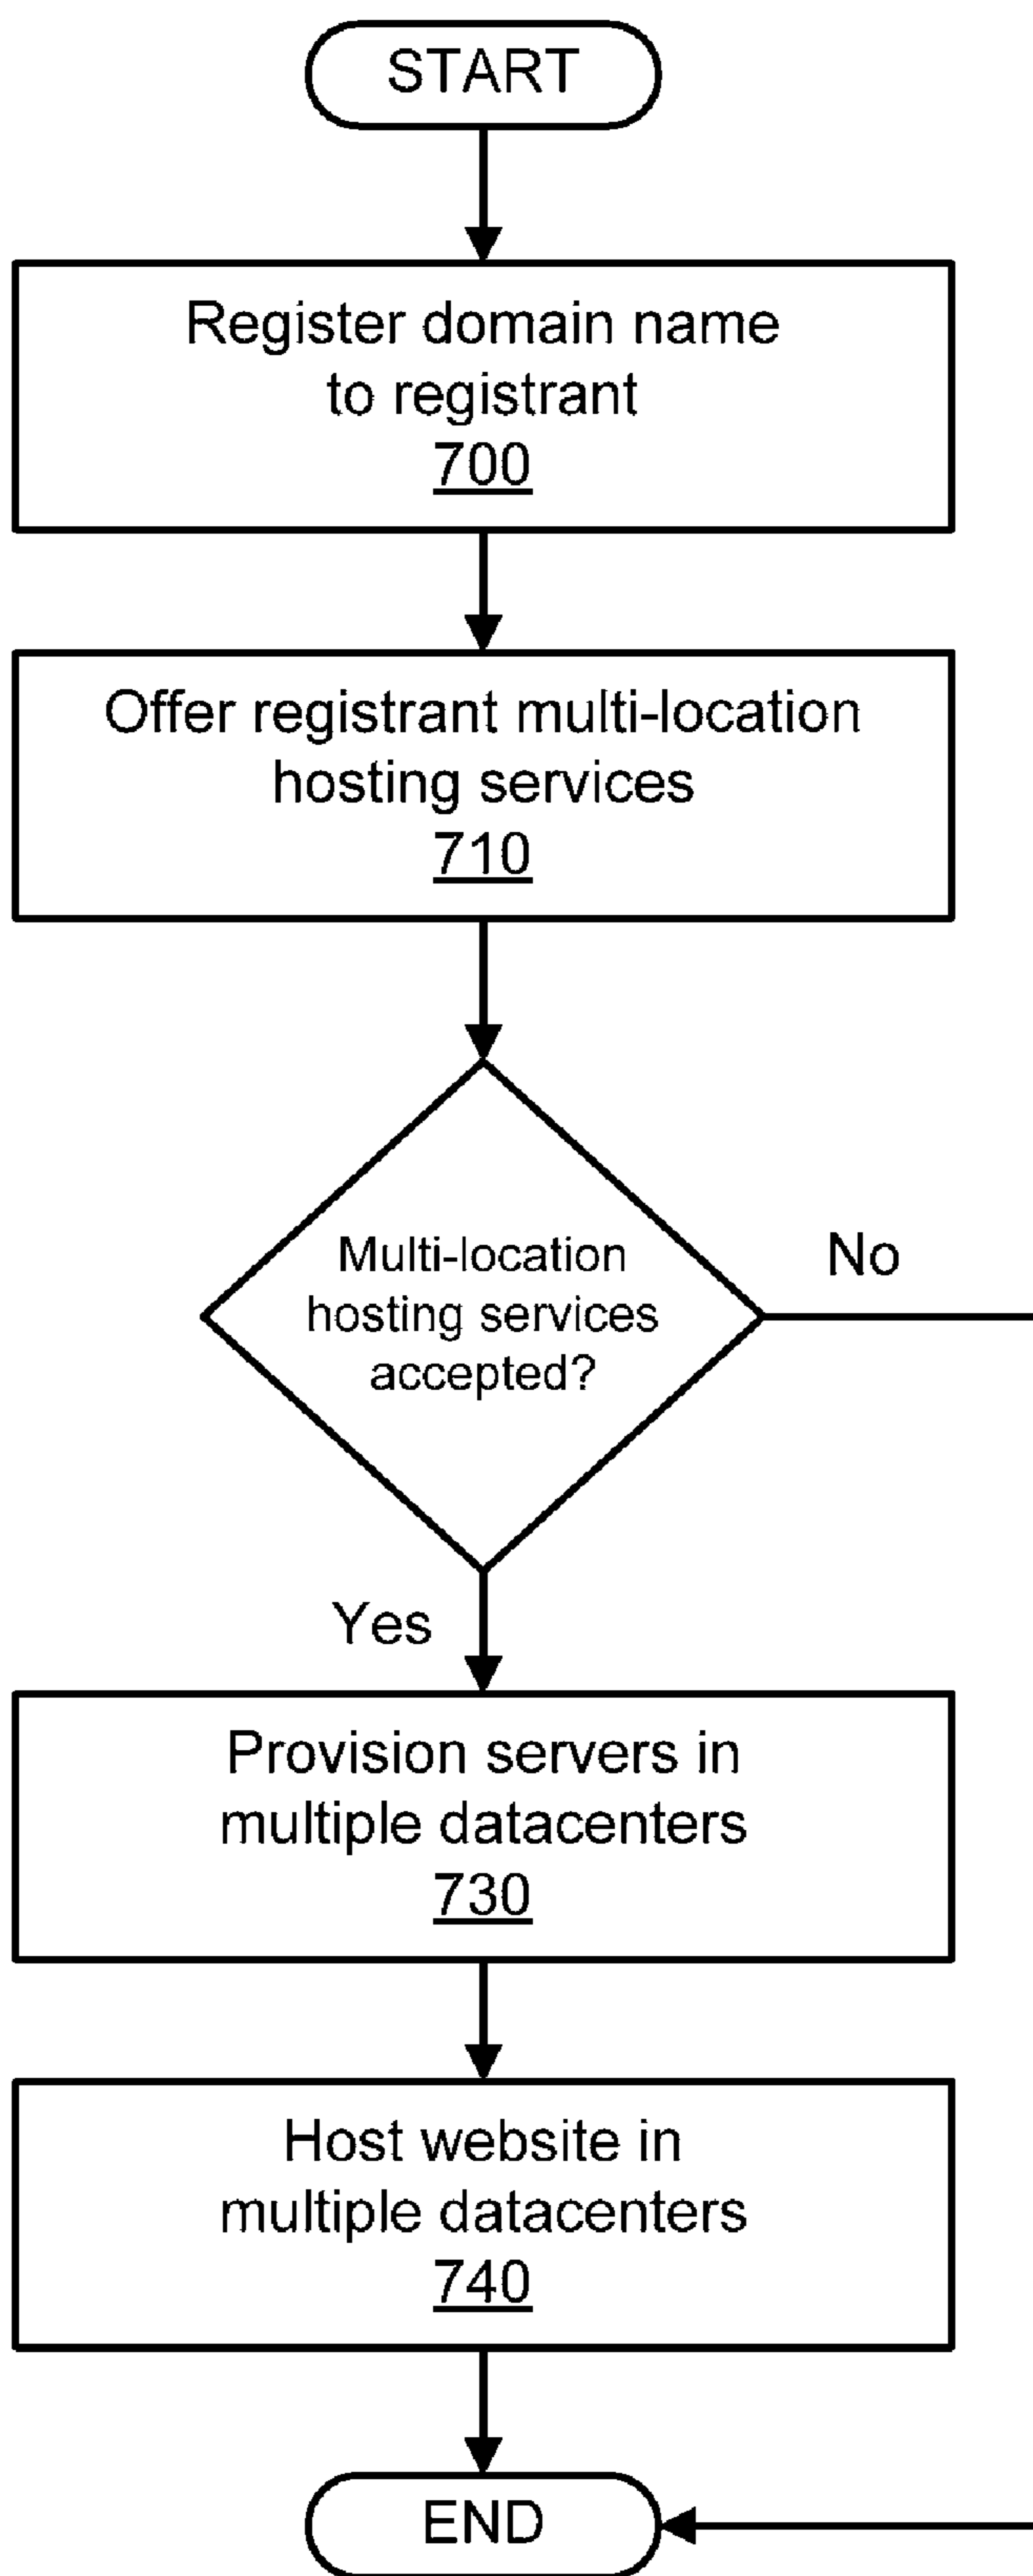 START
Register domain name
to registrant
700
Offer registrant multi-location
hosting services
710
Multi-location
hosting services
accepted?
No
Yes
Provision servers in
multiple datacenters
730
Host website in
multiple datacenters
740
END